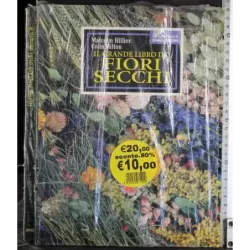 Malcolm Hillier
Colin Hilton
IL GRANDE LIBRO DEI
FIORI
SECCHI
€20,00
sconto.50%
€10,00